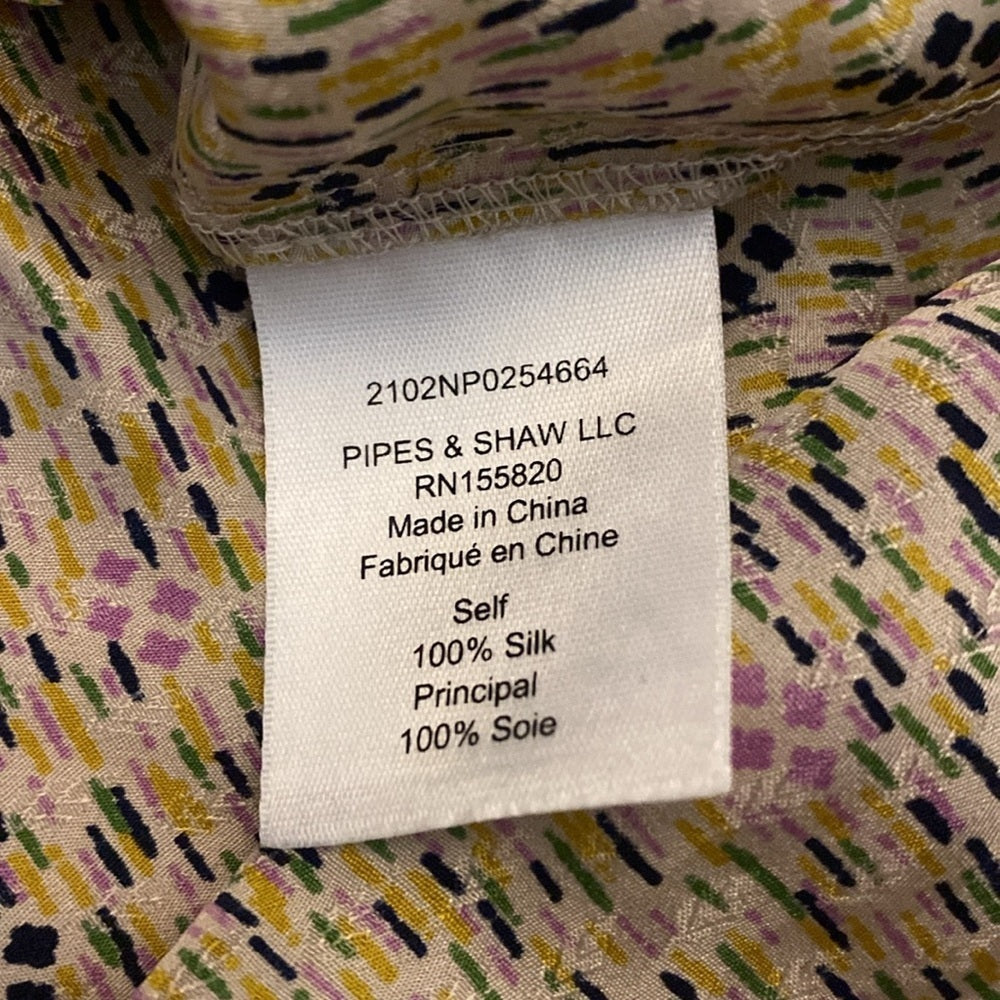 2102NP0254664
PIPES & SHAW LLC
RN155820
Made in China
Fabriqué en Chine
Self
100% Silk
Principal
100% Soie